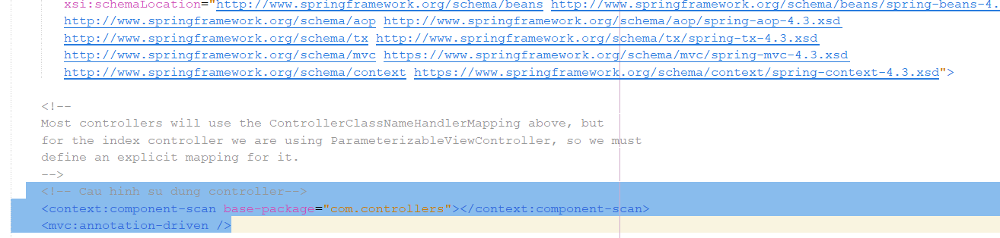 xsi:schemaLocation="http://www.springframework.org/schema/beans http://www.springframework.org/schema/beans/spring-beans-4.
http://www.springframework.org/schema/aop http://www.springframework.org/schema/aop/spring-aop-4.3.xsd
http://www.springframework.org/schema/tx http://www.springframework.org/schema/tx/spring-tx-4.3.xsd
http://www.springframework.org/schema/mvc https://www.springframework.org/schema/mvc/spring-mvc-4.3.xsd
http://www.springframework.org/schema/context https://www.springframework.org/schema/context/spring-context-4.3.xsd">
<!--
Most controllers will use the ControllerClassNameHandlerMapping above, but
for the index controller we are using ParameterizableViewController, so we must
define an explicit mapping for it.
-->
<!-- Cau hinh su dung controller-->
<context:component-scan base-package="com.controllers"></context:component-scan>
<mvc:annotation-driven />